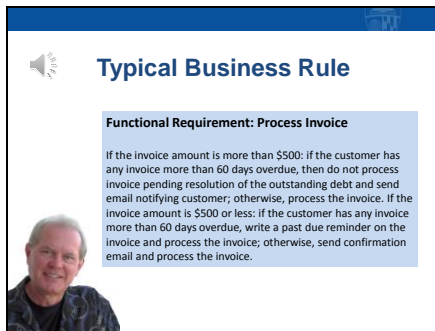 Typical Business Rule
Functional Requirement: Process Invoice
If the invoice amount is more than $500: if the customer has
any invoice more than 60 days overdue, then do not process
invoice pending resolution of the outstanding debt and send
email notifying customer; otherwise, process the invoice. If the
invoice amount is $500 or less: if the customer has any invoice
more than 60 days overdue, write a past due reminder on the
invoice and process the invoice; otherwise, send confirmation
email and process the invoice.